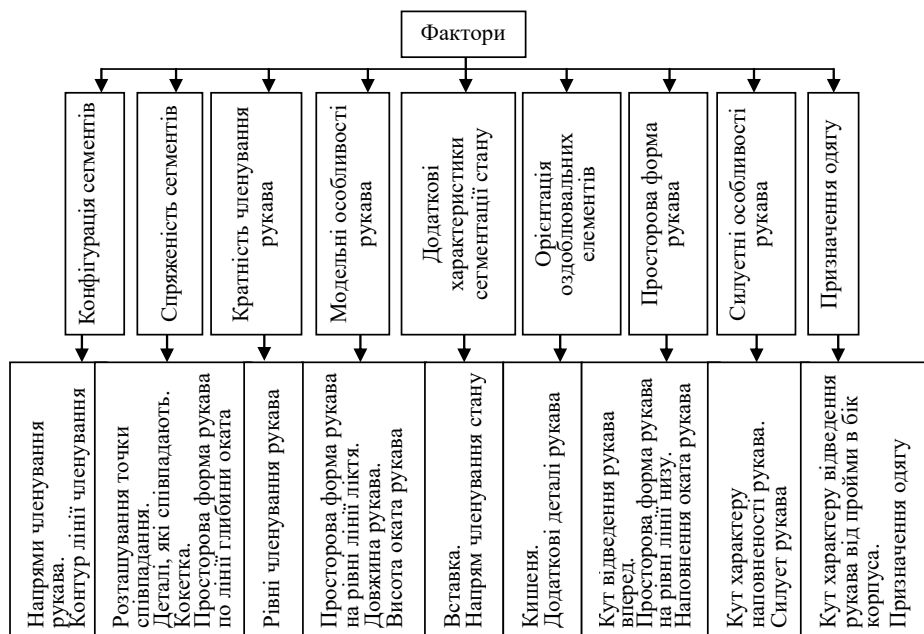 Фактори
Конфігурація сегментів
Спряженість сегментів
Кратність членування
рукава
Модельні особливості
рукава
Додаткові
характеристики
сегментації стану
Орієнтація
оздоблювальних
елементів
Просторова форма
рукава
Силуетні особливості
рукава
Призначення одягу
Напрями членування
рукава.
Контур лінії членування
Розташування точки
співпадання.
Деталі, які співпадають.
Кокетка.
Просторова форма рукава
по лінії глибини оката
Рівні членування рукава
Просторова форма рукава
на рівні лінії ліктя.
Довжина рукава.
Висота оката рукава
Вставка.
Напрям членування стану
Кишеня.
Додаткові деталі рукава
Кут відведення рукава
вперед.
Просторова форма рукава
на рівні лінії низу.
Наповнення оката рукава
Кут характеру
наповненості рукава.
Силует рукава
Кут характеру відведення
рукава від пройми в бік
корпуса.
Призначення одягу